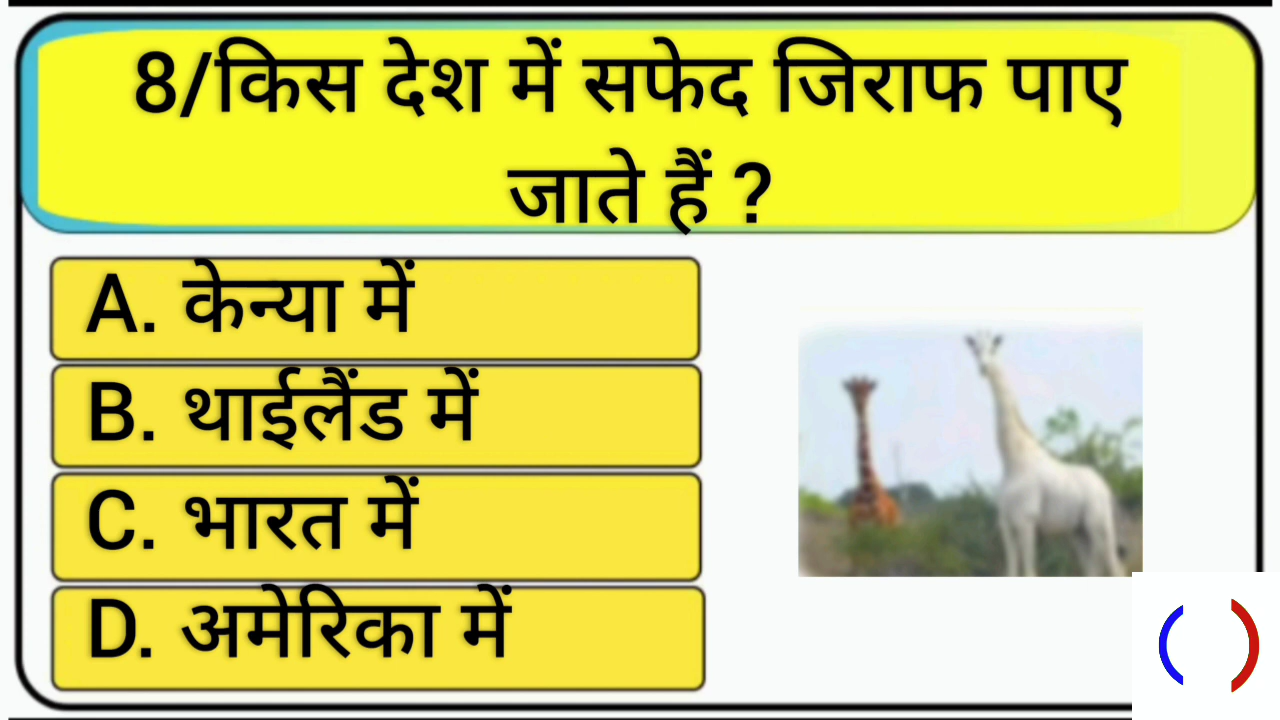 8/किस देश में सफेद जिराफ पाए
जाते हैं ?
A. केन्या में
B. थाईलैंड में
C. भारत में
D. अमेरिका में